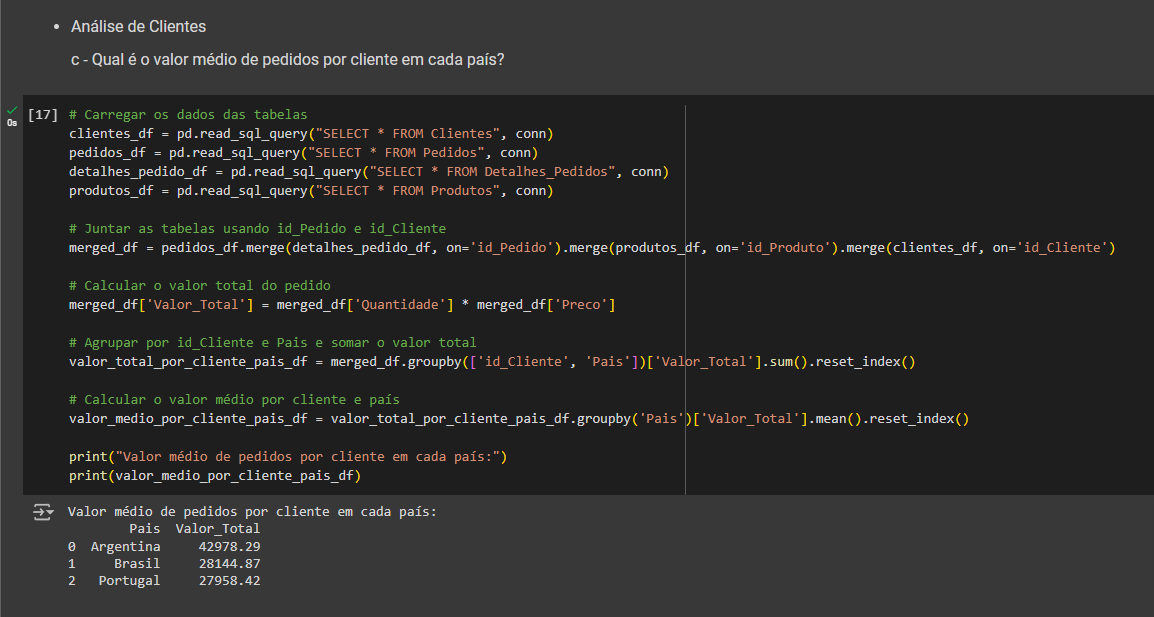 • Análise de Clientes
c - Qual é o valor médio de pedidos por cliente em cada país?
[17] # Carregar os dados das tabelas
0s
clientes_df = pd.read_sql_query("SELECT * FROM Clientes", conn)
pedidos_df = pd.read_sql_query("SELECT * FROM Pedidos", conn)
detalhes_pedido_df = pd.read_sql_query("SELECT * FROM Detalhes_Pedidos", conn)
produtos_df = pd.read_sql_query("SELECT * FROM Produtos", conn)
# Juntar as tabelas usando id_Pedido e id_Cliente
merged_df = pedidos_df.merge(detalhes_pedido_df, on='id_Pedido').merge(produtos_df, on='id_Produto').merge(clientes_df, on='id_Cliente')
# Calcular o valor total do pedido
merged_df['Valor_Total'] = merged_df['Quantidade'] * merged_df['Preco']
# Agrupar por id_Cliente e Pais e somar o valor total
valor_total_por_cliente_pais_df = merged_df.groupby(['id_Cliente', 'Pais'])['Valor_Total'].sum().reset_index()
# Calcular o valor médio por cliente e país
valor_medio_por_cliente_pais_df = valor_total_por_cliente_pais_df.groupby('Pais')['Valor_Total'].mean().reset_index()
print("Valor médio de pedidos por cliente em cada país:")
print(valor_medio_por_cliente_pais_df)
Valor médio de pedidos por cliente em cada país:
Pais Valor_Total
0 Argentina 42978.29
1 Brasil 28144.87
2 Portugal 27958.42